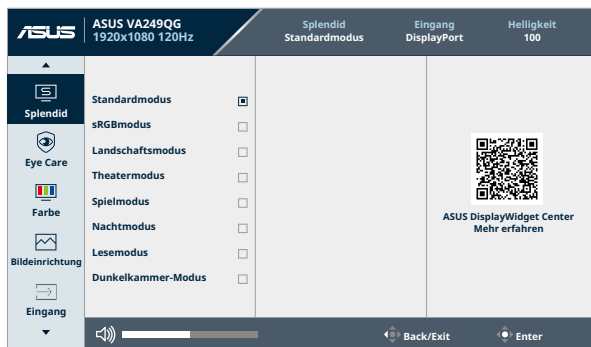 ASUS
ASUS VA249QG
1920x1080 120Hz
Splendid
Standardmodus
Eingang
DisplayPort
Helligkeit
100
Splendid
Eye Care
Farbe
Bildeinrichtung
Eingang
Standardmodus
sRGBmodus
Landschaftsmodus
Theatermodus
Spielmodus
Nachtmodus
Lesemodus
Dunkelkammer-Modus
ASUS DisplayWidget Center
Mehr erfahren
Back/Exit
Enter